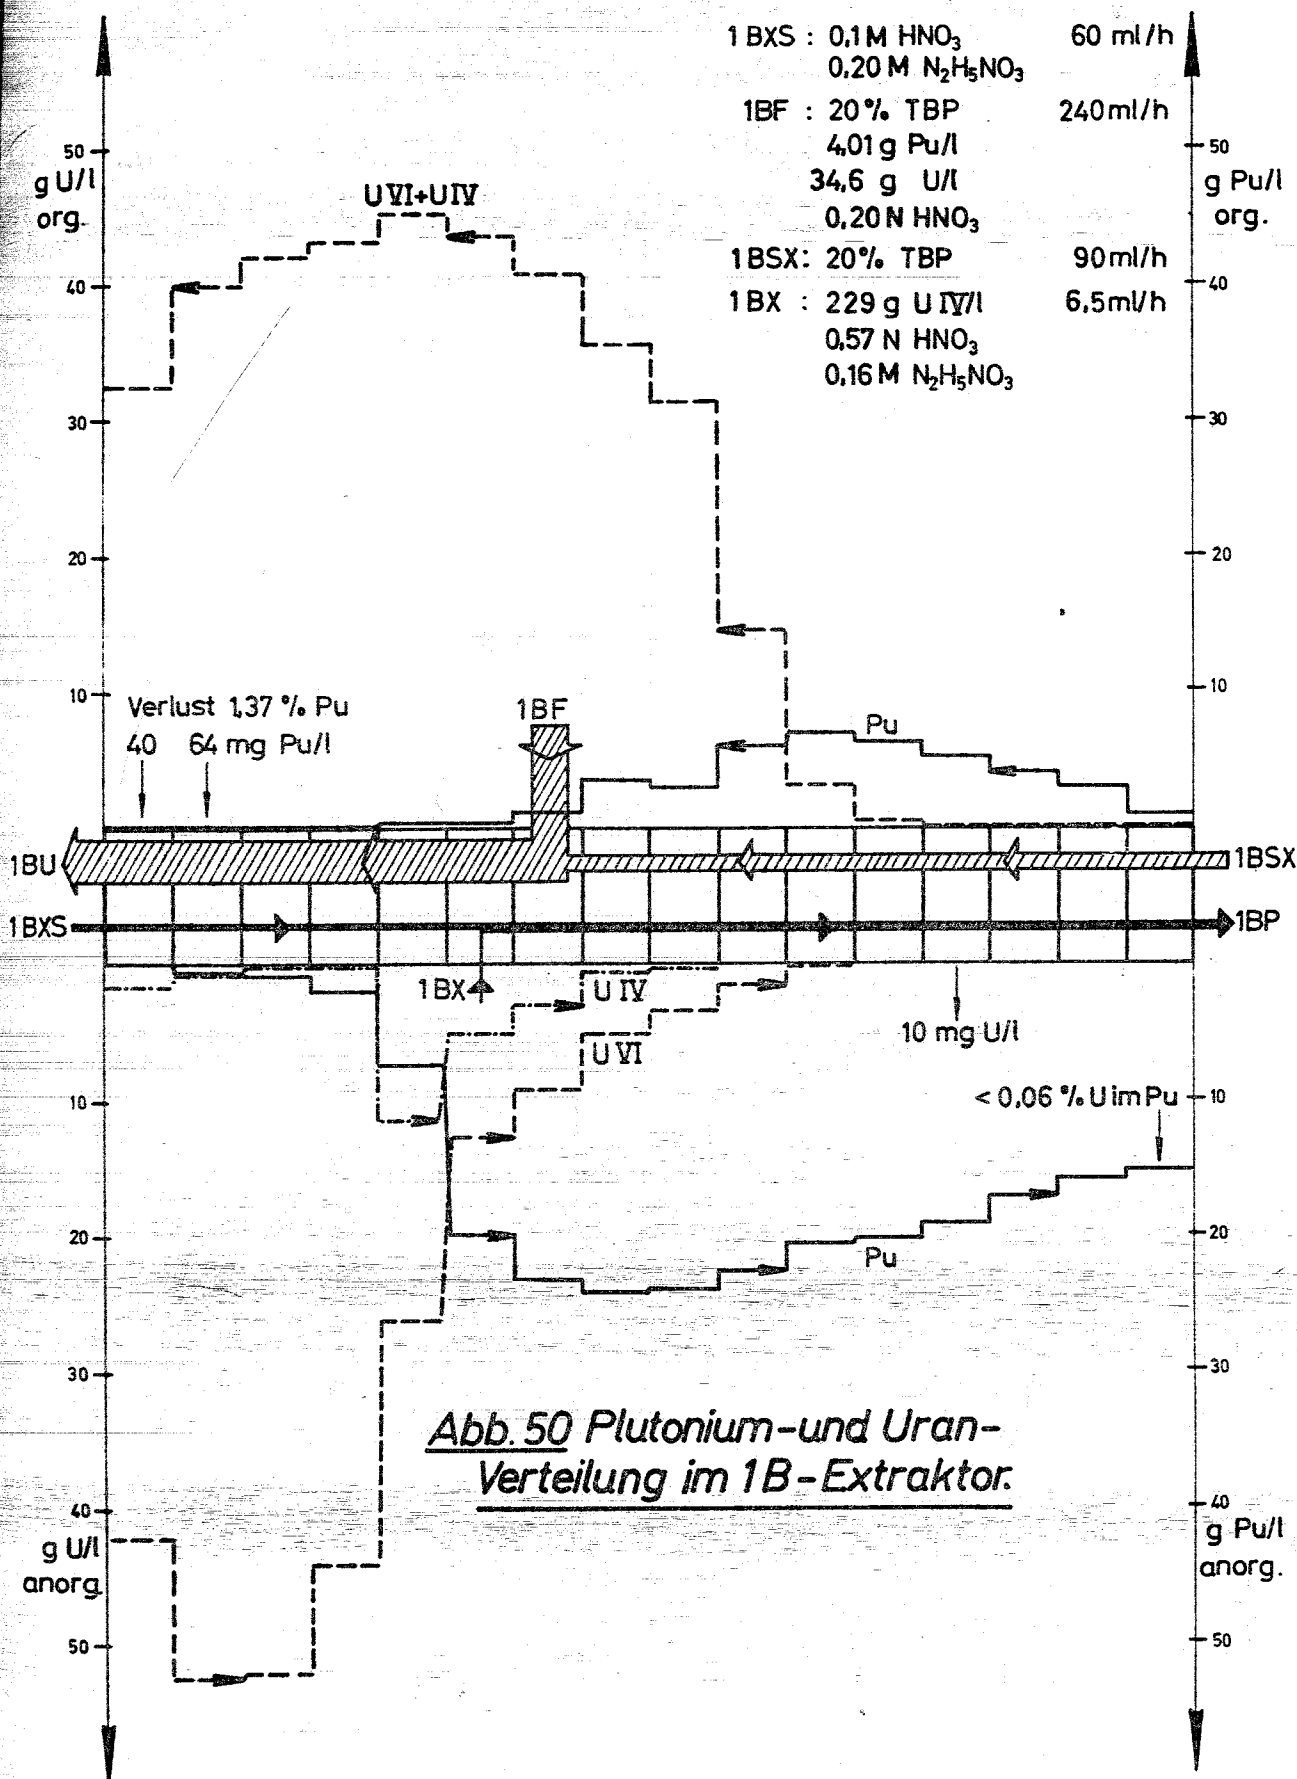 1BXS : 0,1 M HNO₃ 60 ml/h
0,20 M N₂H₅NO₃
1BF : 20% TBP 240 ml/h
4,01 g Pu/l
34,6 g U/l
0,20 N HNO₃
1BSX: 20% TBP 90 ml/h
1BX : 229 g U IV/l 6,5 ml/h
0,57 N HNO₃
0,16 M N₂H₅NO₃
50
g U/l
org.
40
30
20
10
50
g Pu/l
org.
40
30
20
10
U VI+U IV
Verlust 1,37 % Pu
40 64 mg Pu/l
1BF
Pu
1BU
1BSX
1BXS
1BP
1BX
U IV
U VI
10 mg U/l
< 0,06 % U im Pu
Pu
10
20
30
40
g U/l
anorg.
50
10
20
30
40
g Pu/l
anorg.
50
Abb. 50 Plutonium-und Uran-
Verteilung im 1B-Extraktor.